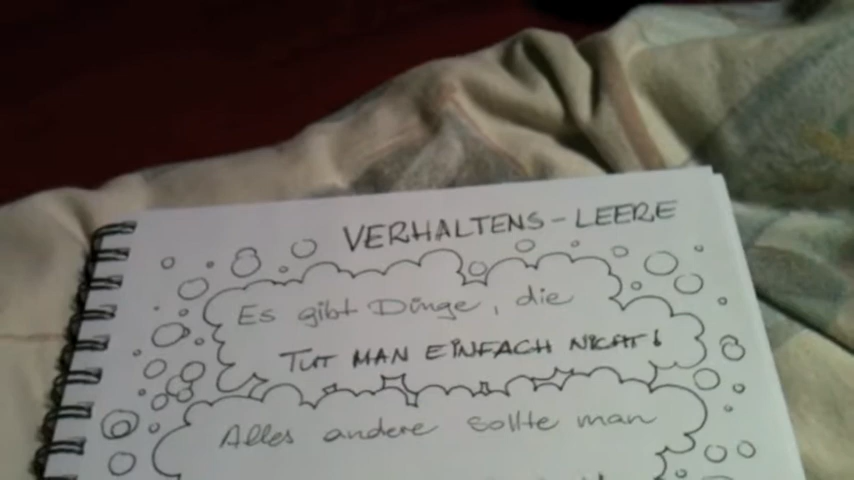 VERHALTENS-LEERE
Es gibt Dinge, die
TUT MAN EINFACH NICHT!
Alles andere sollte man